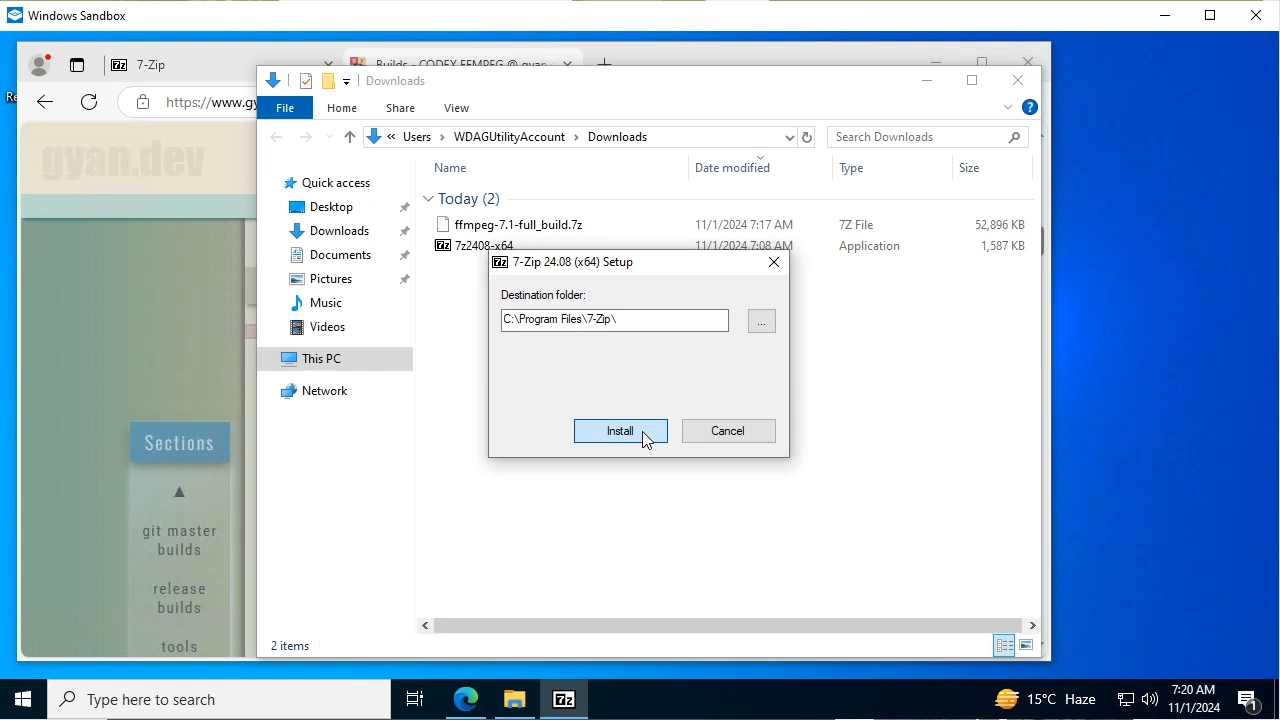 Windows Sandbox
7-Zip
Builds - CODEX FFMPEG @ gyan
Downloads
https://www.gy
File
Home
Share
View
gyan.dev
« Users > WDAGUtilityAccount > Downloads
Search Downloads
Name
Date modified
Type
Size
Quick access
Desktop
Downloads
Documents
Pictures
Music
Videos
This PC
Network
Today (2)
ffmpeg-7.1-full_build.7z 11/1/2024 7:17 AM 7Z File 52,896 KB
7z2408-x64 11/1/2024 7:08 AM Application 1,587 KB
7-Zip 24.08 (x64) Setup
Destination folder:
C:\Program Files\7-Zip\
...
Install
Cancel
Sections
git master
builds
release
builds
tools
2 items
Type here to search
15°C Haze
7:20 AM
11/1/2024
1